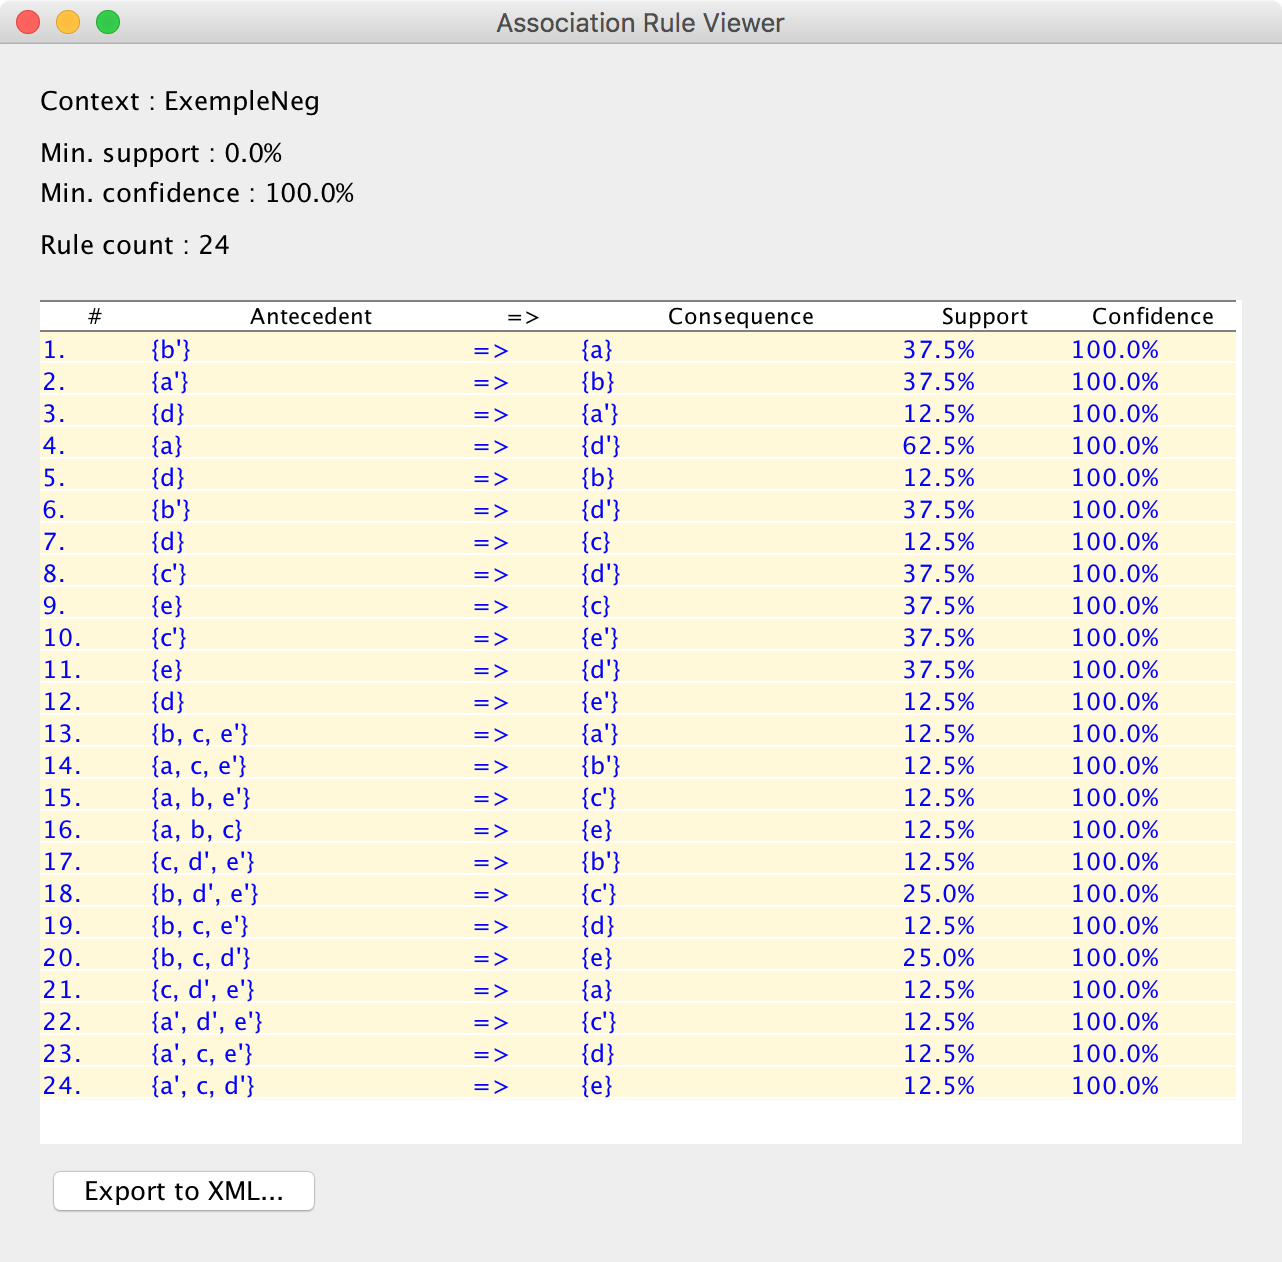 Association Rule Viewer
Context : ExempleNeg
Min. support : 0.0%
Min. confidence : 100.0%
Rule count : 24
# Antecedent => Consequence Support Confidence
1. {b'} => {a} 37.5% 100.0%
2. {a'} => {b} 37.5% 100.0%
3. {d} => {a'} 12.5% 100.0%
4. {a} => {d'} 62.5% 100.0%
5. {d} => {b} 12.5% 100.0%
6. {b'} => {d'} 37.5% 100.0%
7. {d} => {c} 12.5% 100.0%
8. {c'} => {d'} 37.5% 100.0%
9. {e} => {c} 37.5% 100.0%
10. {c'} => {e'} 37.5% 100.0%
11. {e} => {d'} 37.5% 100.0%
12. {d} => {e'} 12.5% 100.0%
13. {b, c, e'} => {a'} 12.5% 100.0%
14. {a, c, e'} => {b'} 12.5% 100.0%
15. {a, b, e'} => {c'} 12.5% 100.0%
16. {a, b, c} => {e} 12.5% 100.0%
17. {c, d', e'} => {b'} 12.5% 100.0%
18. {b, d', e'} => {c'} 25.0% 100.0%
19. {b, c, e'} => {d} 12.5% 100.0%
20. {b, c, d'} => {e} 25.0% 100.0%
21. {c, d', e'} => {a} 12.5% 100.0%
22. {a', d', e'} => {c'} 12.5% 100.0%
23. {a', c, e'} => {d} 12.5% 100.0%
24. {a', c, d'} => {e} 12.5% 100.0%
Export to XML...